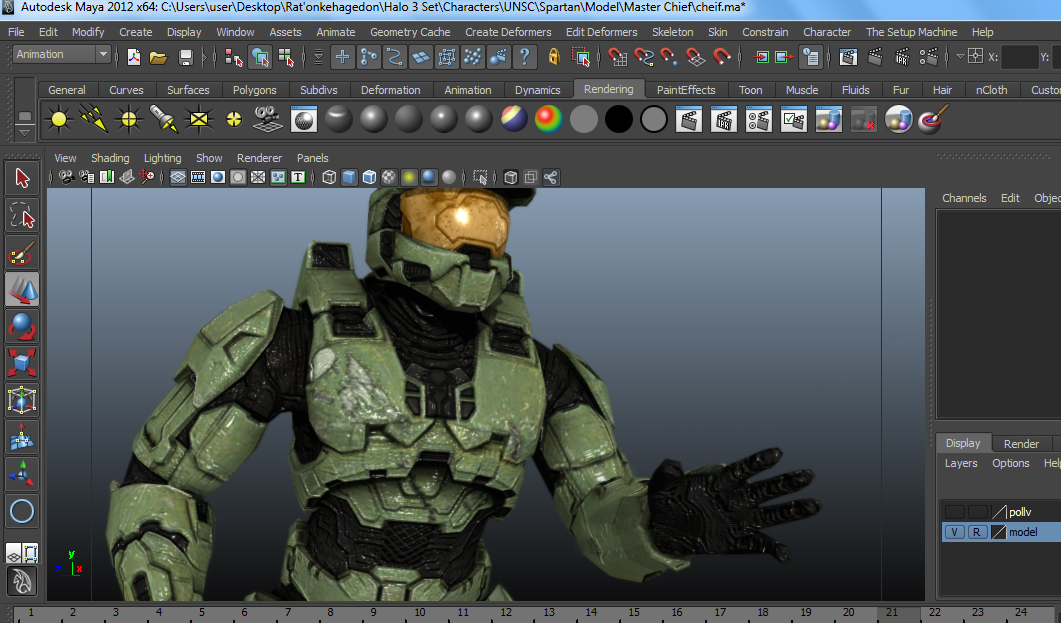 Autodesk Maya 2012 x64: C:\Users\user\Desktop\Rat'onkehagedon\Halo 3 Set\Characters\UNSC\Spartan\Model\Master Chief\cheif.ma*
File Edit Modify Create Display Window Assets Animate Geometry Cache Create Deformers Edit Deformers Skeleton Skin Constrain Character The Setup Machine Help
Animation X: Y:
General Curves Surfaces Polygons Subdivs Deformation Animation Dynamics Rendering PaintEffects Toon Muscle Fluids Fur Hair nCloth
View Shading Lighting Show Renderer Panels
Channels Edit
Display Render
Layers Options
pollv
V R model
y
z x
1 2 3 4 5 6 7 8 9 10 11 12 13 14 15 16 17 18 19 20 21 22 23 24